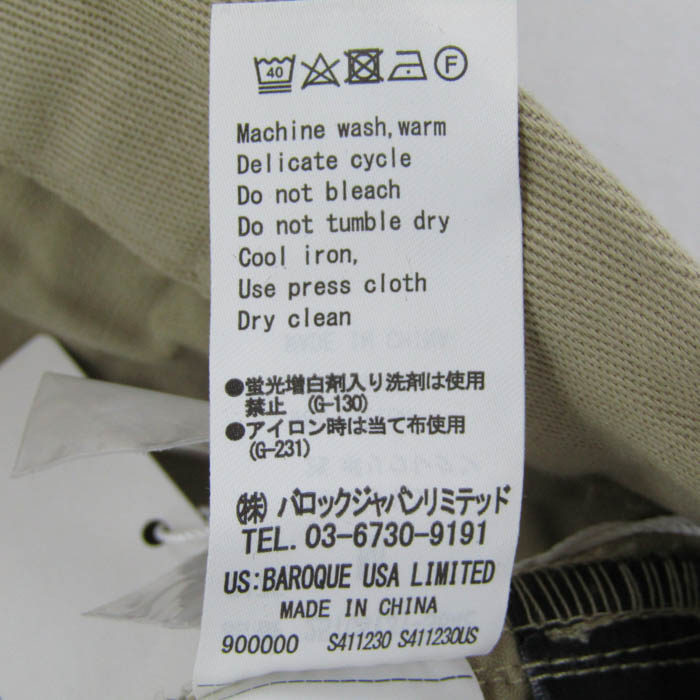 40 F
Machine wash, warm
Delicate cycle
Do not bleach
Do not tumble dry
Cool iron,
Use press cloth
Dry clean
●蛍光増白剤入り洗剤は使用
禁止 (G-130)
●アイロン時は当て布使用
(G-231)
㈱ バロックジャパンリミテッド
TEL. 03-6730-9191
US: BAROQUE USA LIMITED
MADE IN CHINA
900000 S411230 S411230US